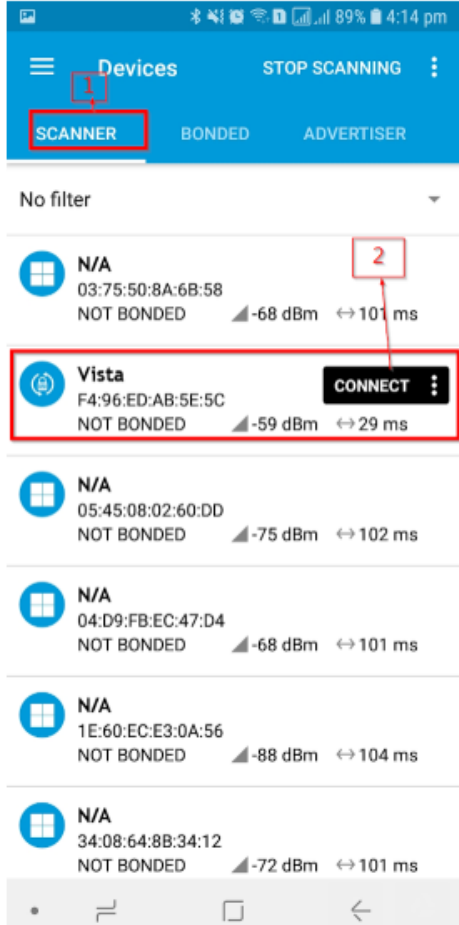 89% 4:14 pm
Devices STOP SCANNING
1
SCANNER BONDED ADVERTISER
No filter
2
N/A
03:75:50:8A:6B:58
NOT BONDED -68 dBm 101 ms
Vista
CONNECT
F4:96:ED:AB:5E:5C
NOT BONDED -59 dBm 29 ms
N/A
05:45:08:02:60:DD
NOT BONDED -75 dBm 102 ms
N/A
04:D9:FB:EC:47:D4
NOT BONDED -68 dBm 101 ms
N/A
1E:60:EC:E3:0A:56
NOT BONDED -88 dBm 104 ms
N/A
34:08:64:8B:34:12
NOT BONDED -72 dBm 101 ms